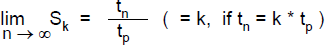 lim S_k = t_n / t_p ( = k, if t_n = k * t_p )
n → ∞